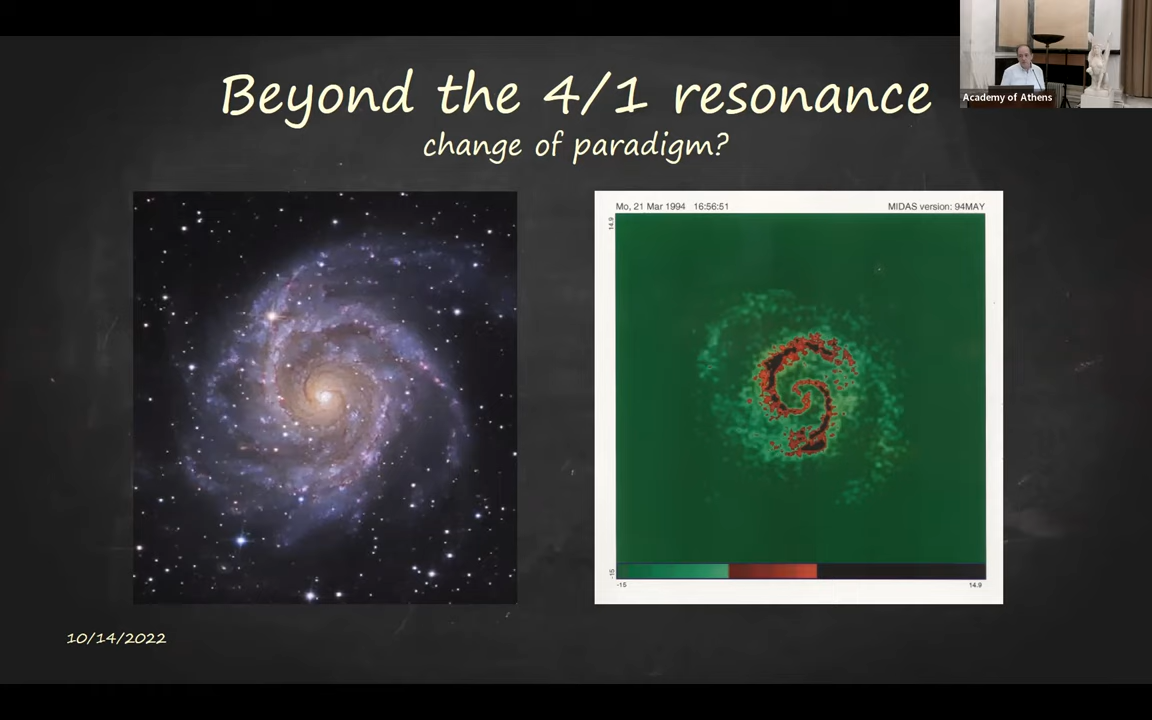 Beyond the 4/1 resonance
change of paradigm?
Academy of Athens
Mo, 21 Mar 1994 16:56:51
MIDAS version: 94MAY
14.9
-15
-15
14.9
10/14/2022